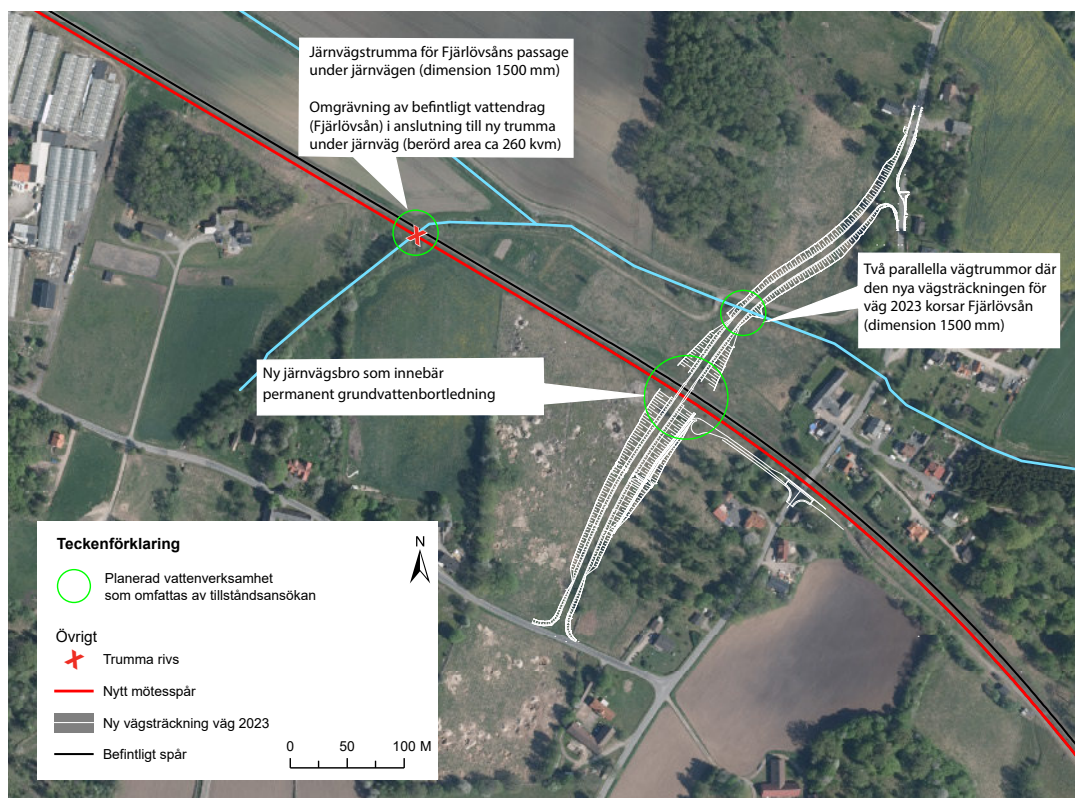 Järnvägstrumma för Fjärlövsåns passage
under järnvägen (dimension 1500 mm)
Omgrävning av befintligt vattendrag
(Fjärlövsån) i anslutning till ny trumma
under järnväg (berörd area ca 260 kvm)
Två parallella vägtrummor där
den nya vägsträckningen för
väg 2023 korsar Fjärlövsån
(dimension 1500 mm)
Ny järnvägsbro som innebär
permanent grundvattenbortledning
Teckenförklaring
N
Planerad vattenverksamhet
som omfattas av tillståndsansökan
Övrigt
Trumma rivs
Nytt mötesspår
Ny vägsträckning väg 2023
Befintligt spår
0 50 100 M